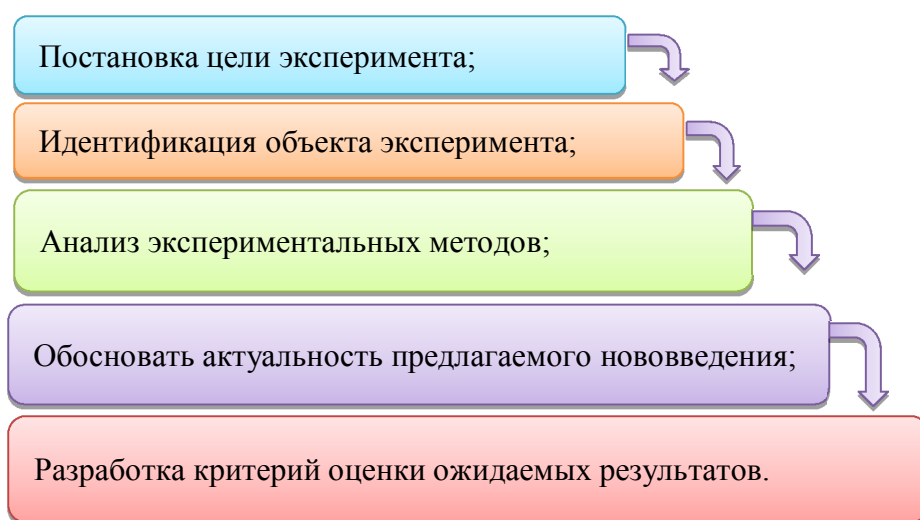 Постановка цели эксперимента;
Идентификация объекта эксперимента;
Анализ экспериментальных методов;
Обосновать актуальность предлагаемого нововведения;
Разработка критерий оценки ожидаемых результатов.